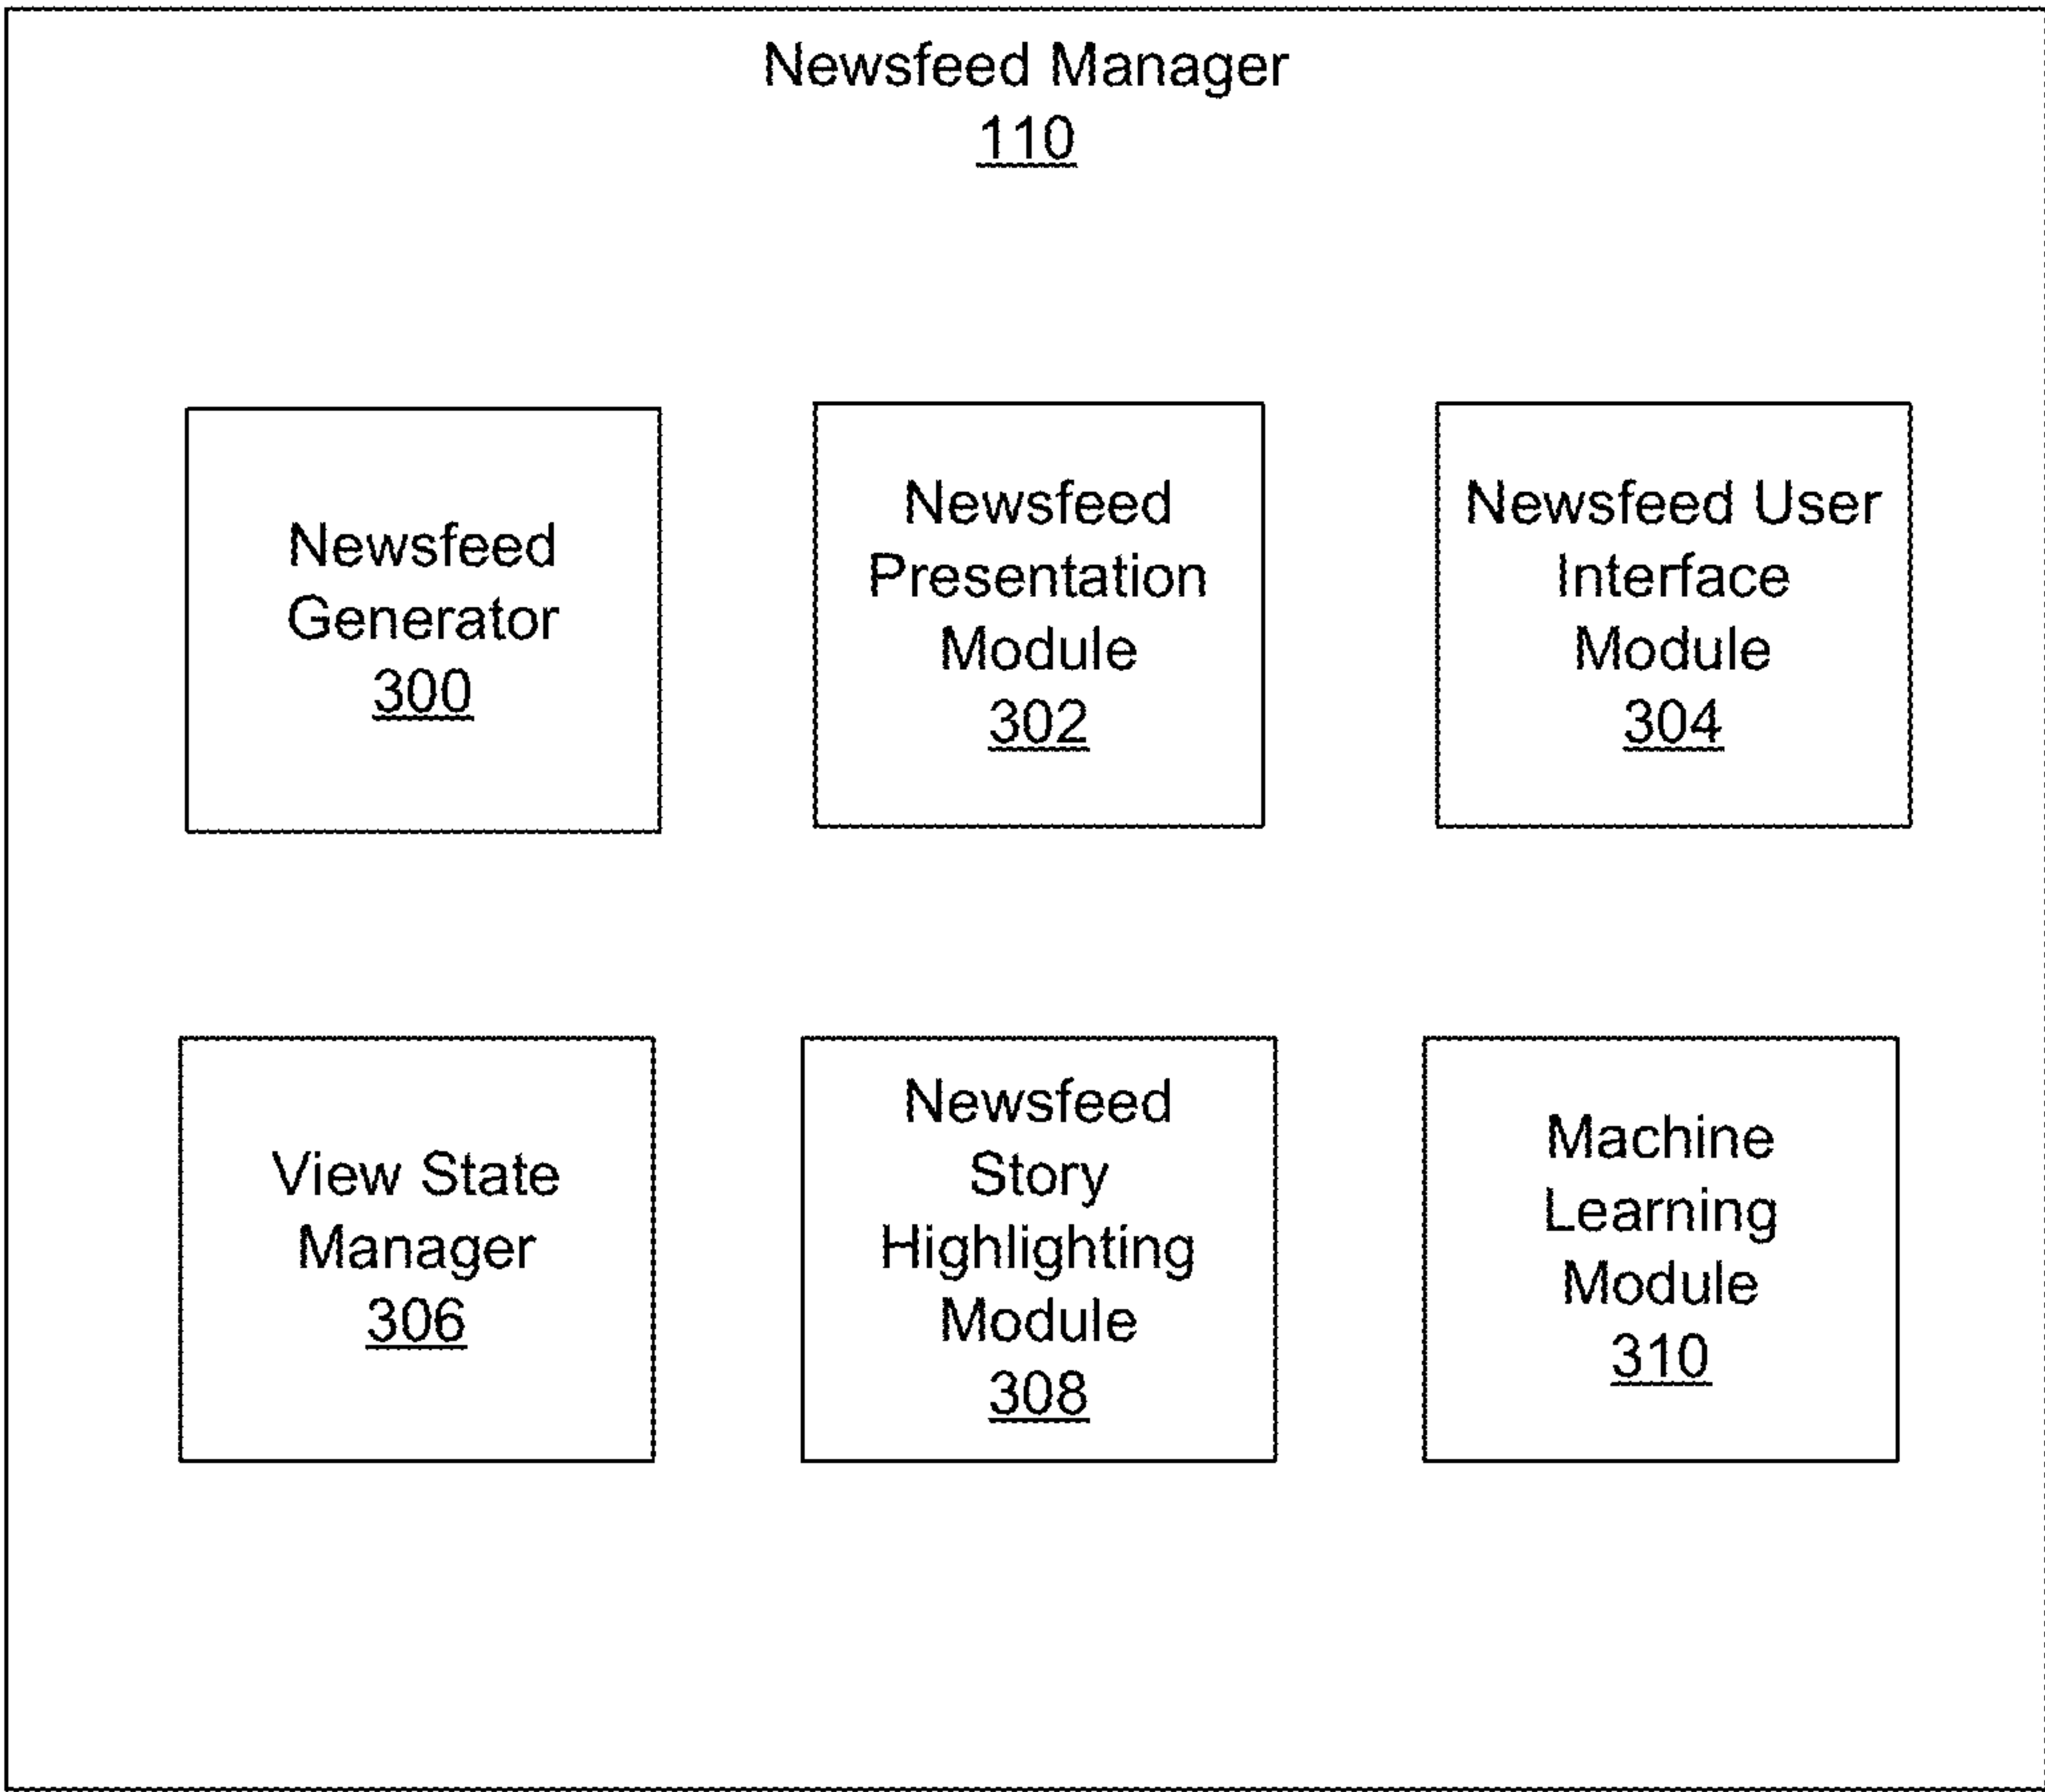 Newsfeed Manager
110
Newsfeed
Generator
300
Newsfeed
Presentation
Module
302
Newsfeed User
Interface
Module
304
View State
Manager
306
Newsfeed
Story
Highlighting
Module
308
Machine
Learning
Module
310